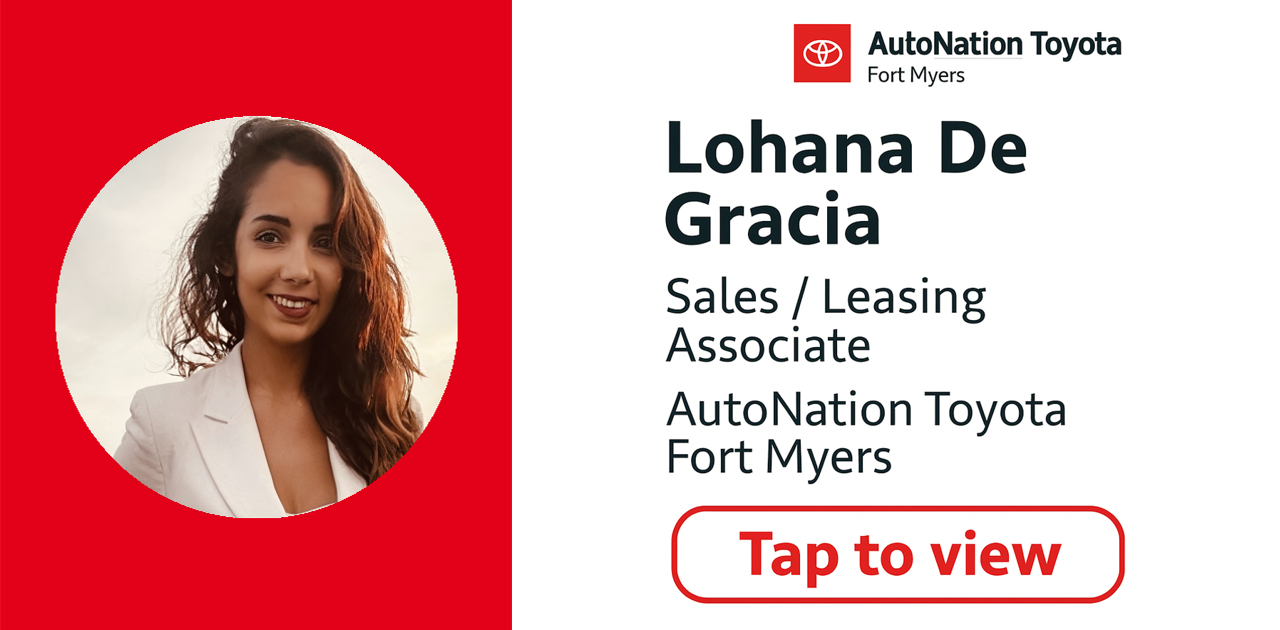 AutoNation Toyota
Fort Myers
Lohana De
Gracia
Sales / Leasing
Associate
AutoNation Toyota
Fort Myers
Tap to view